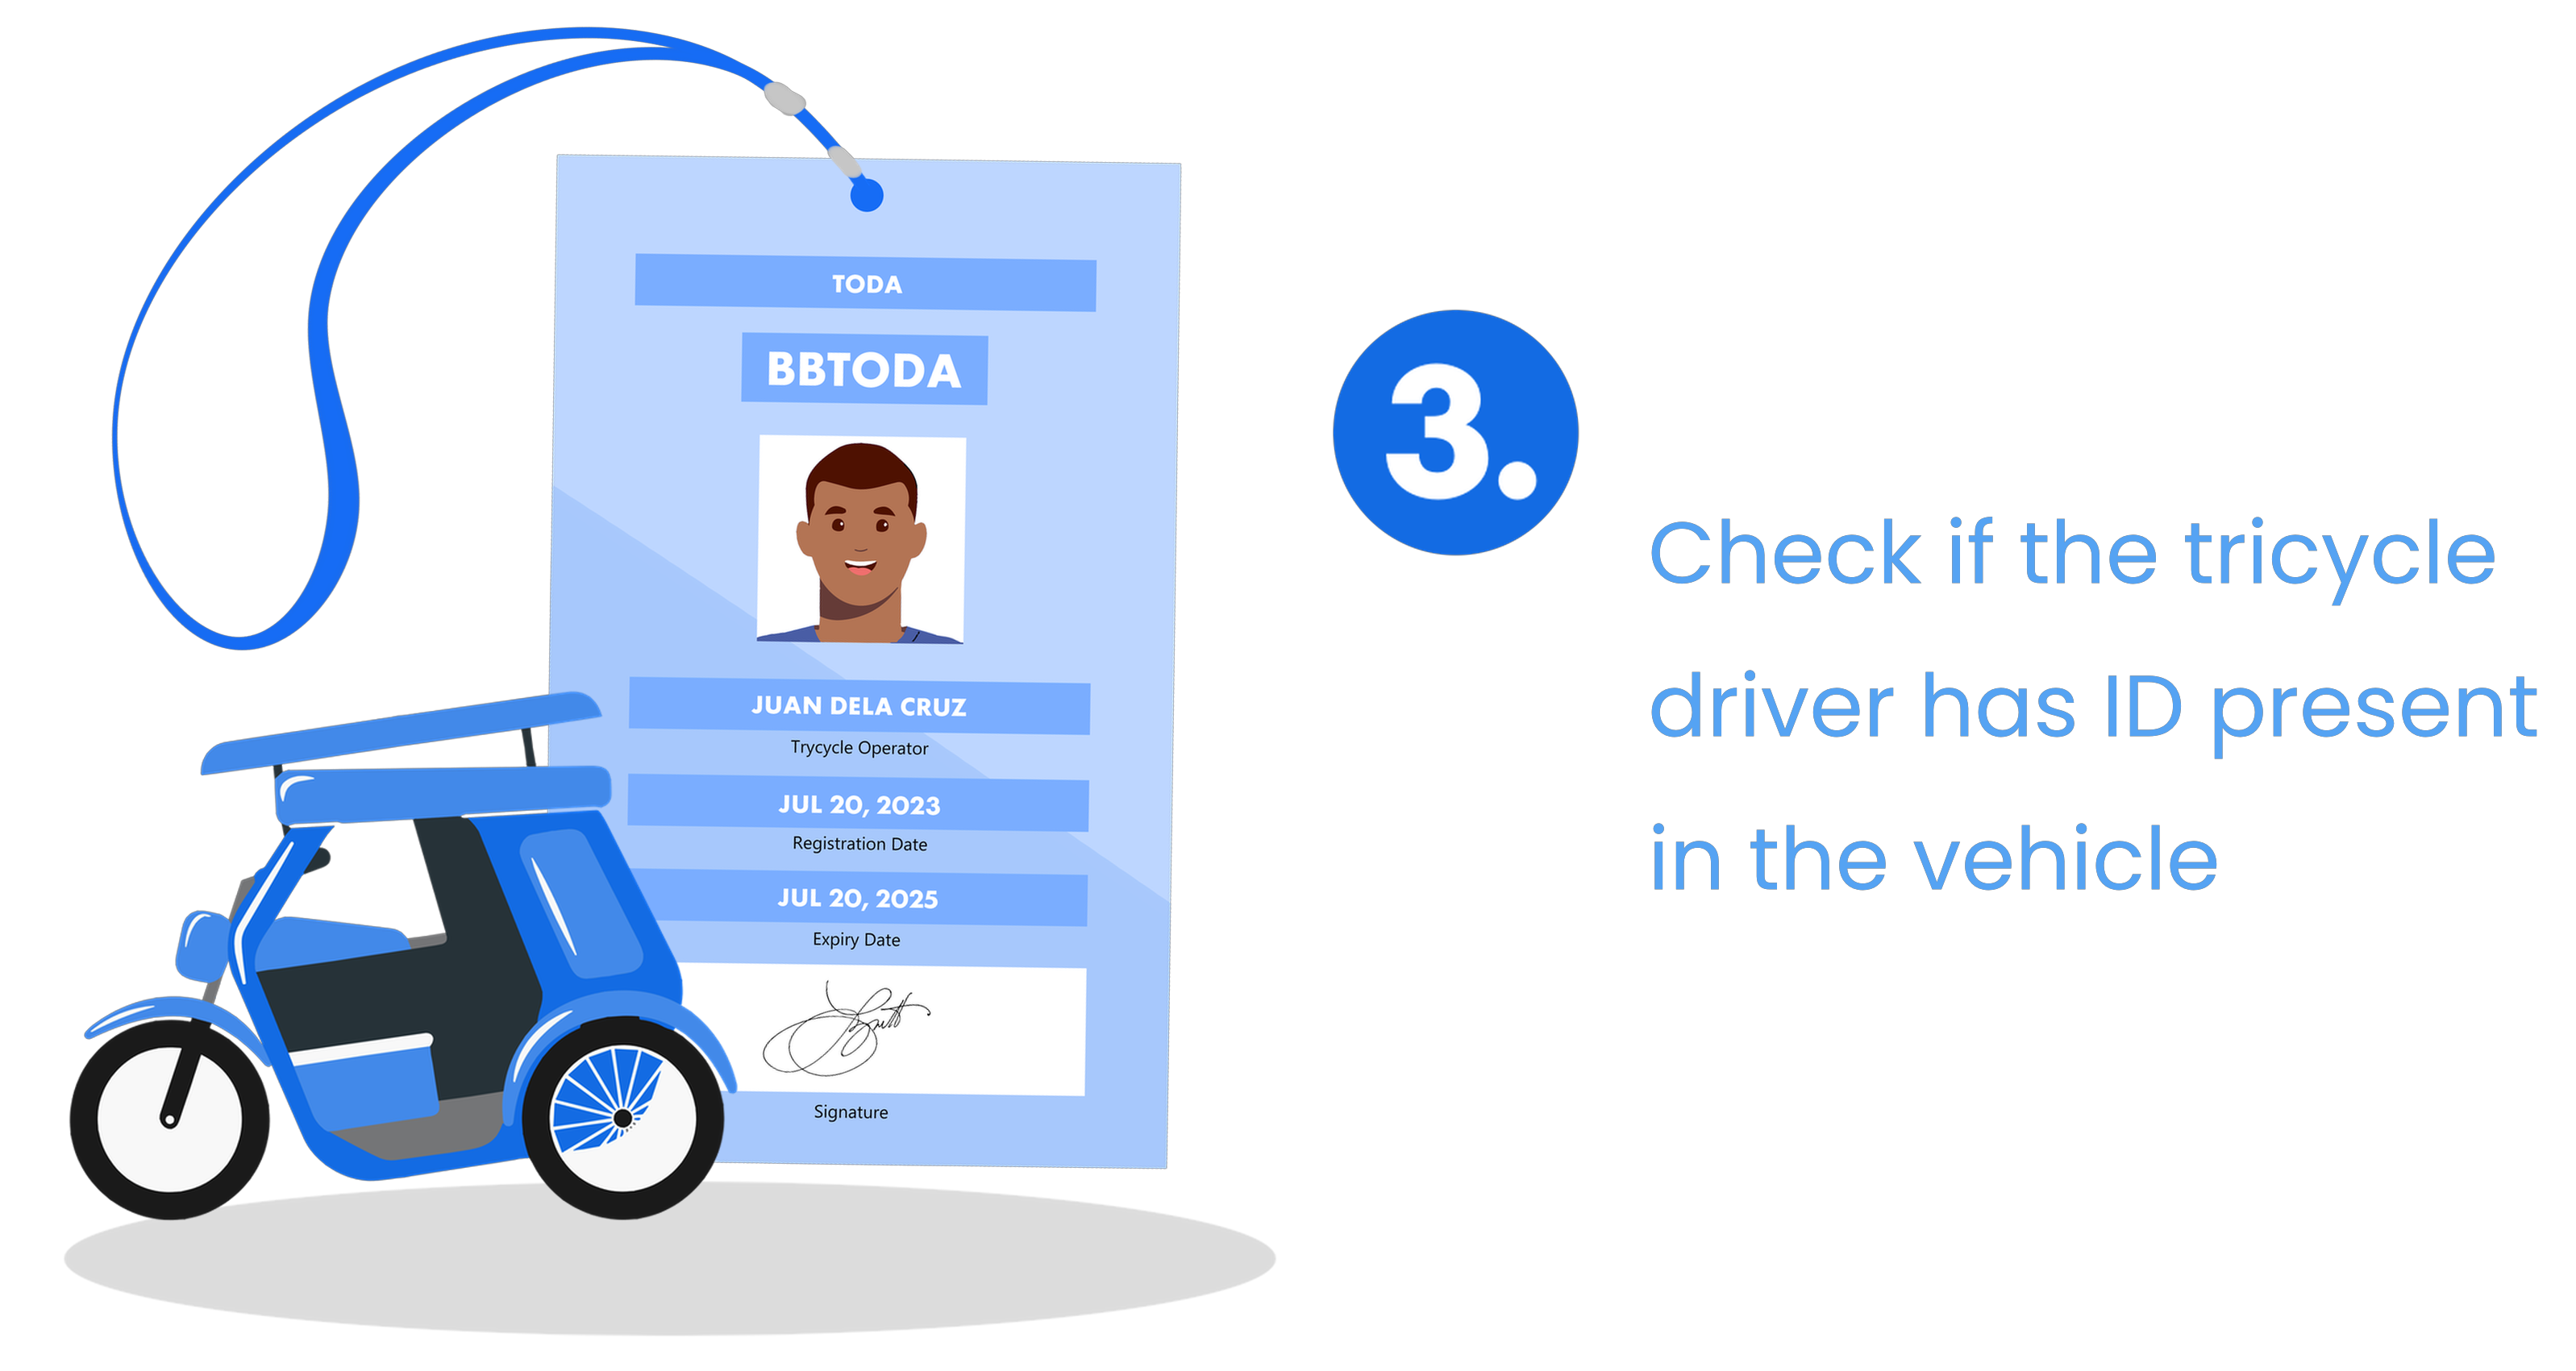 TODA
BBTODA
JUAN DELA CRUZ
Trycycle Operator
JUL 20, 2023
Registration Date
JUL 20, 2025
Expiry Date
Signature
3.
Check if the tricycle
driver has ID present
in the vehicle